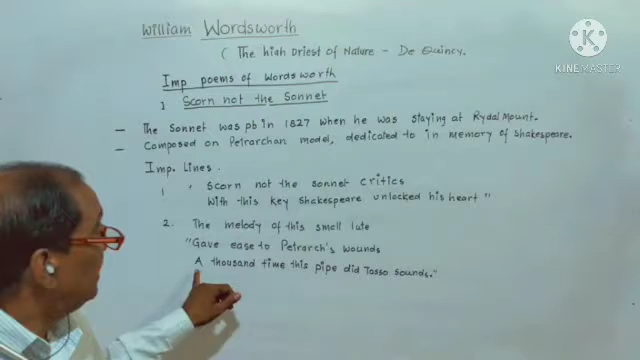 William Wordsworth
( The high Driest of Nature - De Quincy.
Imp poems of Wordsworth
1 Scorn not the Sonnet
- The Sonnet was pb in 1827 when he was staying at Rydal Mount.
- Composed on Petrarchan model, dedicated to in memory of Shakespeare.
Imp. Lines.
1 " Scorn not the sonnet critics
With this key Shakespeare unlocked his heart "
2. The melody of this small lute
"Gave ease to Petrarch's wounds
A thousand time this pipe did Tasso sounds."
KINEMASTER